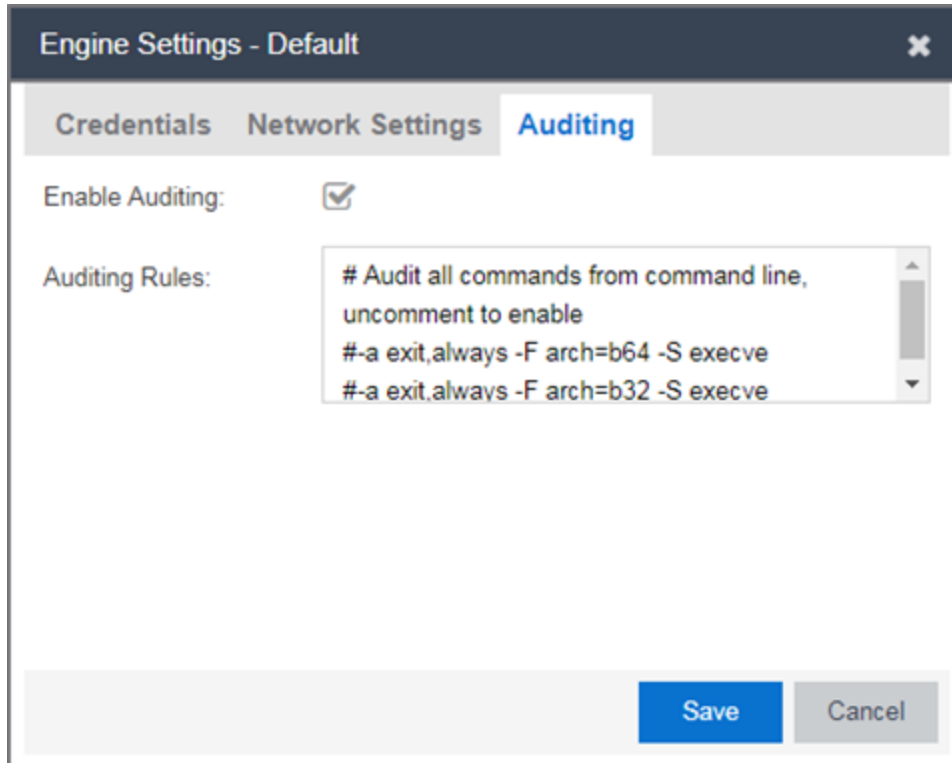 Engine Settings - Default
Credentials Network Settings Auditing
Enable Auditing:
Auditing Rules:
# Audit all commands from command line,
uncomment to enable
#-a exit,always -F arch=b64 -S execve
#-a exit,always -F arch=b32 -S execve
Save Cancel